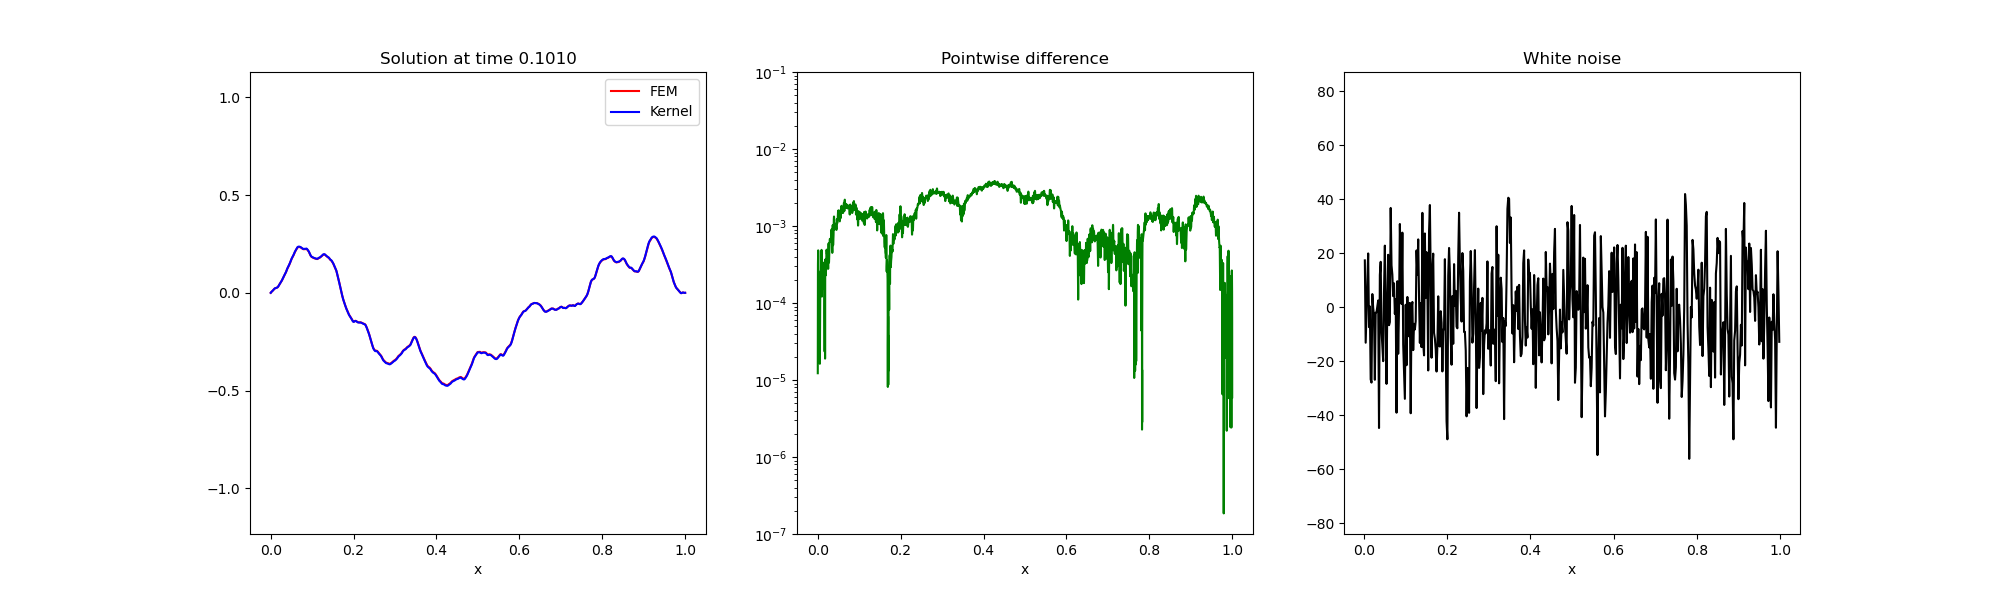 Solution at time 0.1010
1.0
0.5
0.0
−0.5
−1.0
0.0 0.2 0.4 0.6 0.8 1.0
x
FEM
Kernel
Pointwise difference
10⁻¹
10⁻²
10⁻³
10⁻⁴
10⁻⁵
10⁻⁶
10⁻⁷
0.0 0.2 0.4 0.6 0.8 1.0
x
White noise
80
60
40
20
0
−20
−40
−60
−80
0.0 0.2 0.4 0.6 0.8 1.0
x